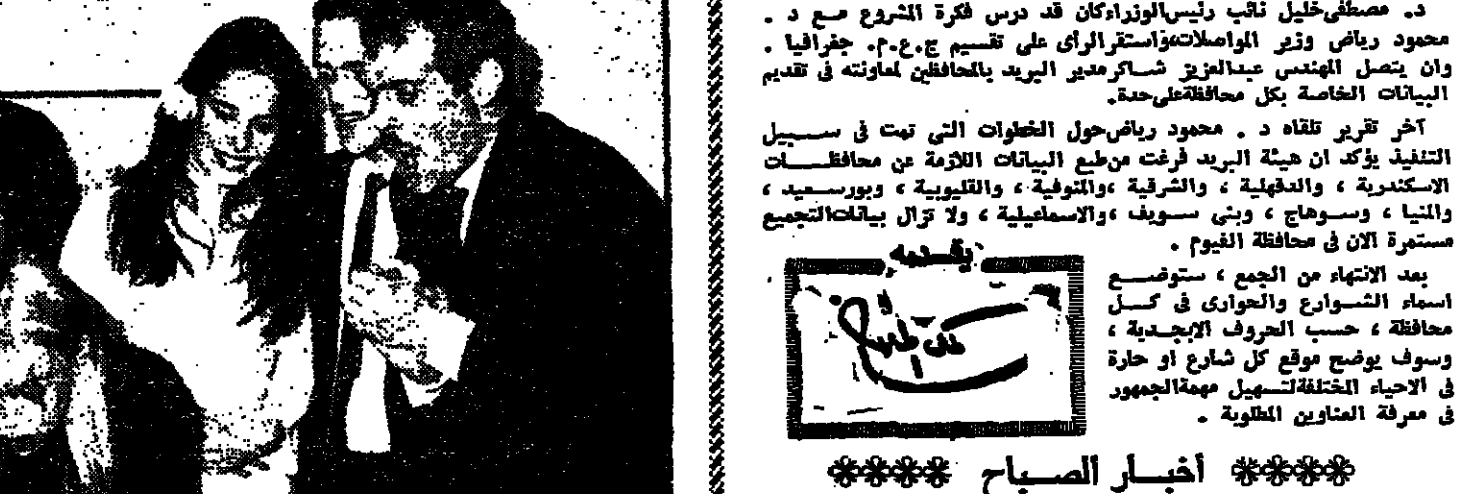 د. مصطفى خليل نائب رئيس الوزراء كان قد درس فكرة المشروع مع د .
محمود رياض وزير المواصلات، واستقر الرأى على تقسيم ج.ع.م. جغرافيا .
وان يتصل المهندس عبدالعزيز شاكر مدير البريد بالمحافظين لمعاونته فى تقديم
البيانات الخاصة بكل محافظة على حدة.
آخر تقرير تلقاه د . محمود رياض حول الخطوات التى تمت فى سبيل
التنفيذ يؤكد ان هيئة البريد فرغت من طبع البيانات اللازمة عن محافظات
الاسكندرية ، والدقهلية ، والشرقية ،والمنوفية ، والقليوبية ، وبورسعيد ،
والمنيا ، وسوهاج ، وبنى سويف ،والاسماعيلية ، ولا تزال بيانات التجميع
مستمرة الان فى محافظة الفيوم .
بعد الانتهاء من الجمع ، ستوضع
اسماء الشوارع والحوارى فى كل
محافظة ، حسب الحروف الابجدية ،
وسوف يوضح موقع كل شارع او حارة
فى الاحياء المختلفة لتسهيل مهمة الجمهور
فى معرفة العناوين المطلوبة .
يقدمه
أخبار الصباح